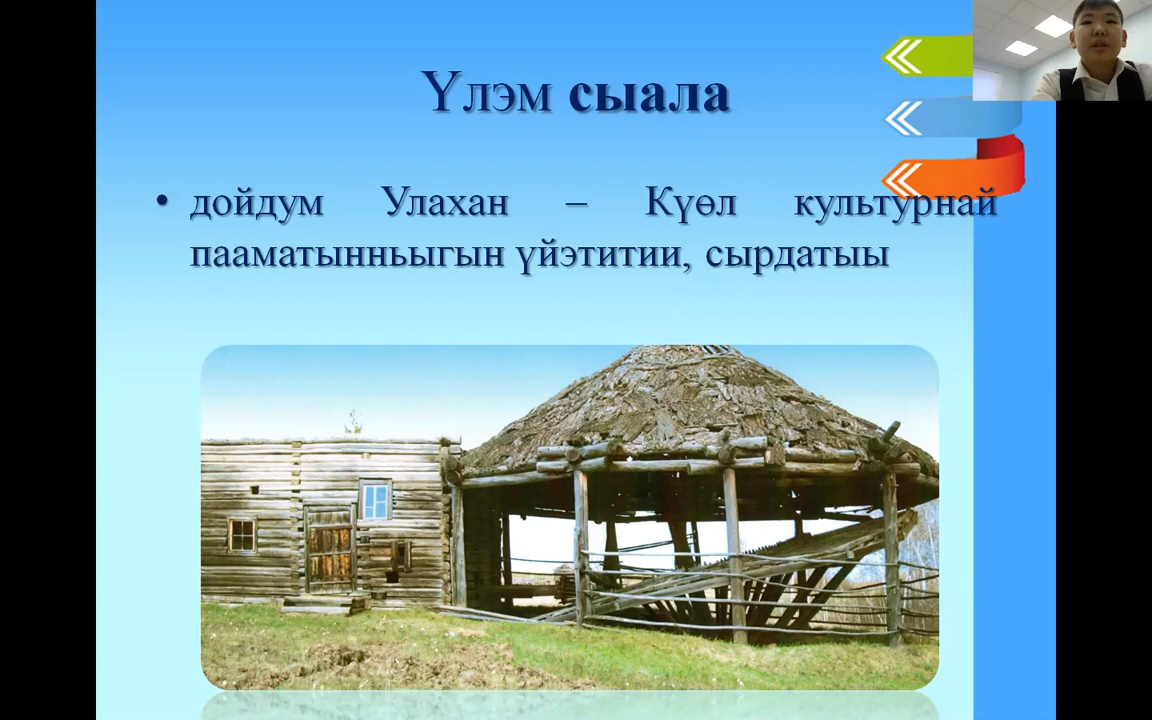 Үлэм сыала
• дойдум Улахан – Күөл культурнай
пааматынньыгын үйэтитии, сырдатыы